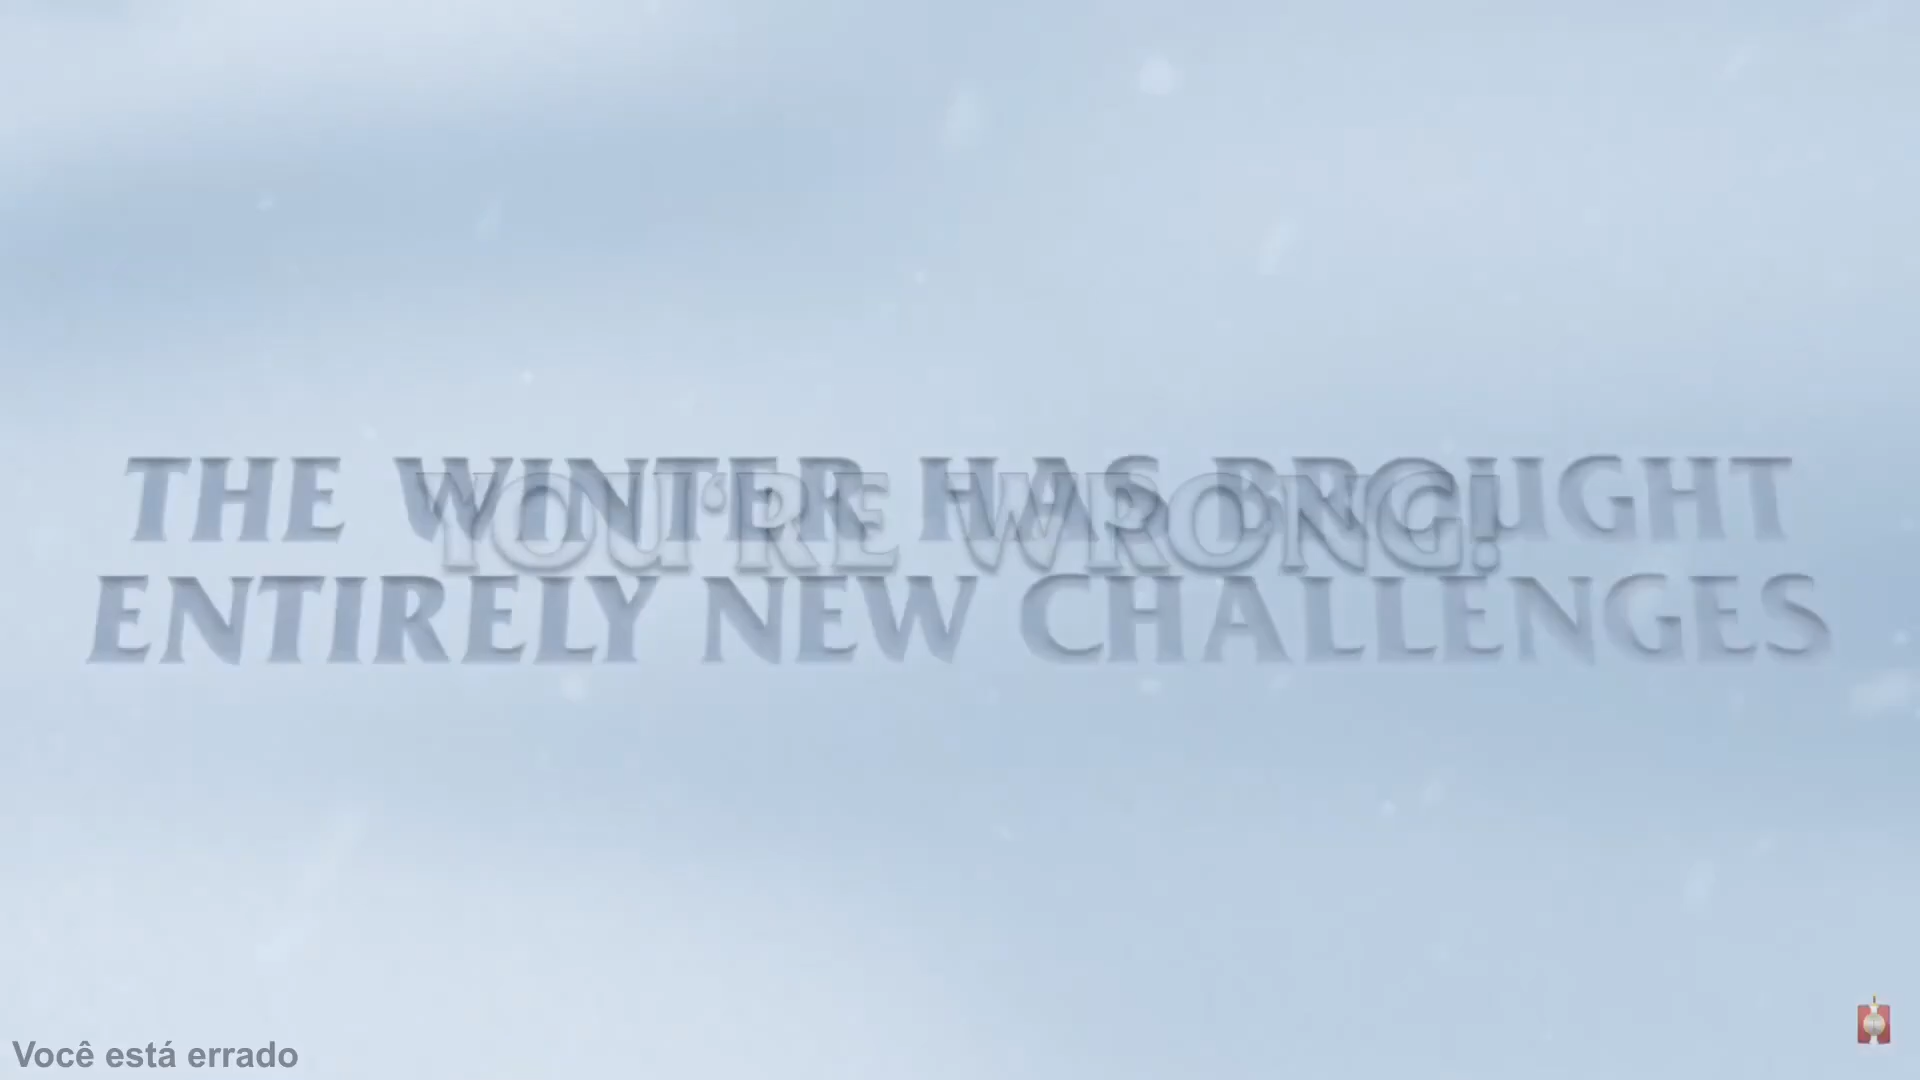 THE WINTER HAS BROUGHT
YOU'RE WRONG!
ENTIRELY NEW CHALLENGES
Você está errado